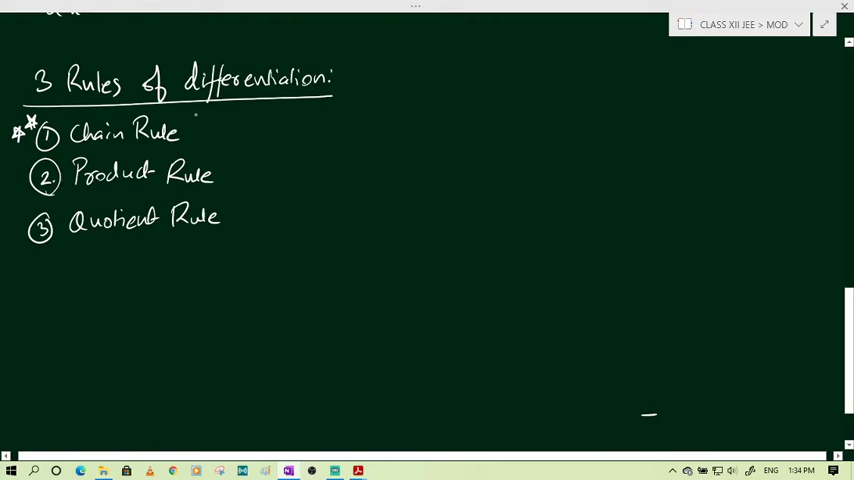 CLASS XII JEE > MOD
3 Rules of differentiation:
① Chain Rule
② Product Rule
③ Quotient Rule
ENG
1:34 PM